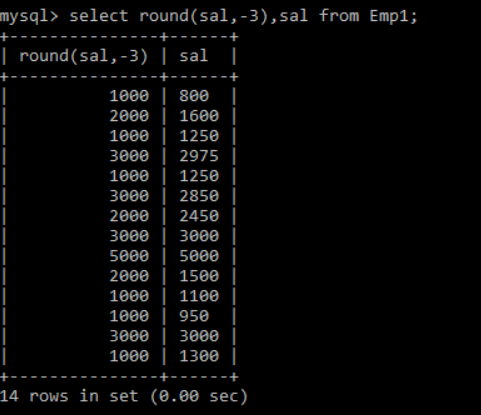 mysql> select round(sal,-3),sal from Emp1;
+---------------+------+
| round(sal,-3) | sal  |
+---------------+------+
|          1000 | 800  |
|          2000 | 1600 |
|          1000 | 1250 |
|          3000 | 2975 |
|          1000 | 1250 |
|          3000 | 2850 |
|          2000 | 2450 |
|          3000 | 3000 |
|          5000 | 5000 |
|          2000 | 1500 |
|          1000 | 1100 |
|          1000 | 950  |
|          3000 | 3000 |
|          1000 | 1300 |
+---------------+------+
14 rows in set (0.00 sec)